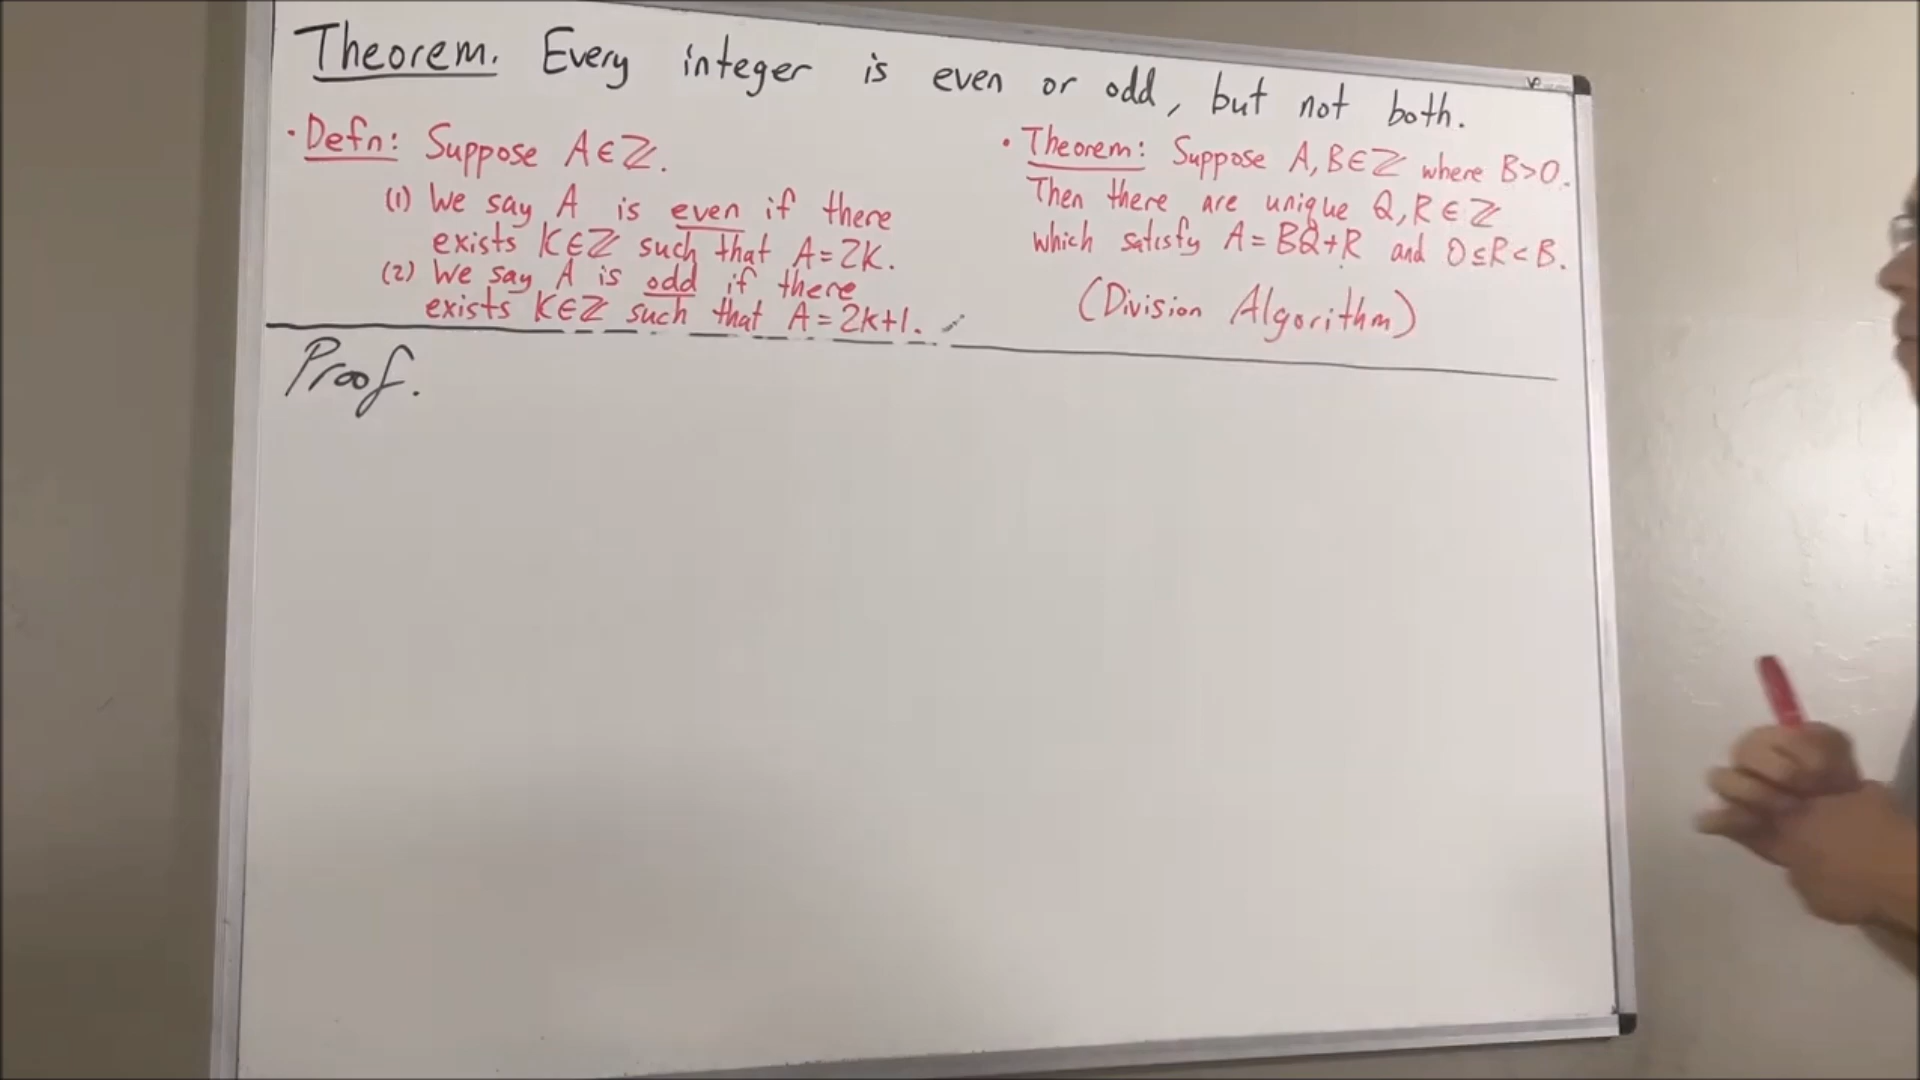 Theorem. Every integer is even or odd, but not both.
• Defn: Suppose A∈ℤ.
(1) We say A is even if there
exists K∈ℤ such that A=2K.
(2) We say A is odd if there
exists K∈ℤ such that A=2K+1.
• Theorem: Suppose A, B∈ℤ where B>0.
Then there are unique Q, R∈ℤ
which satisfy A=BQ+R and 0≤R<B.
(Division Algorithm)
Proof.